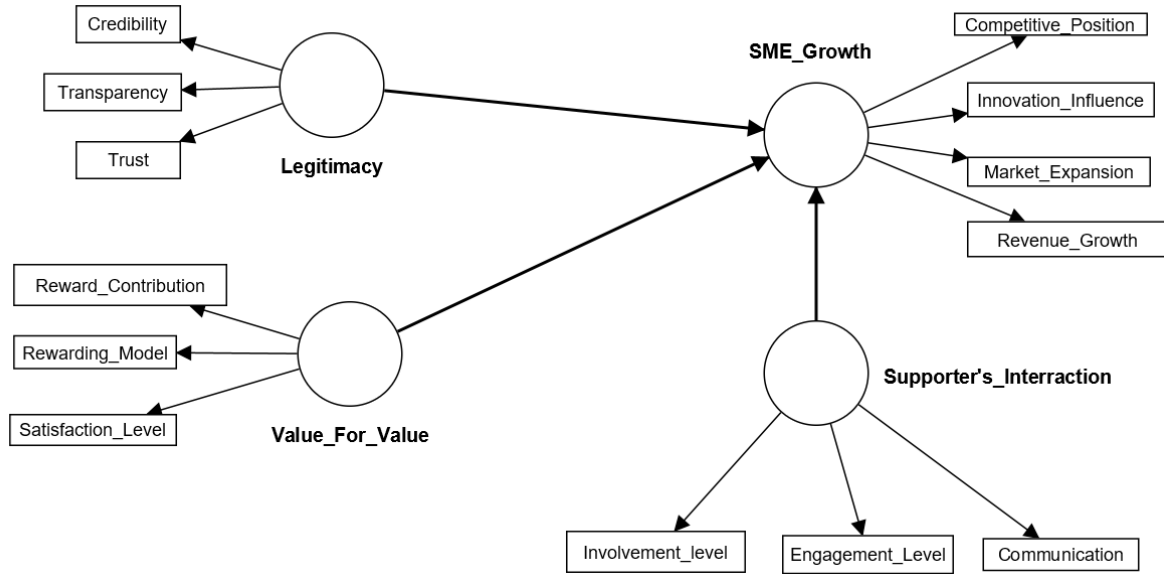 Credibility
Transparency
Trust
Legitimacy
SME_Growth
Competitive_Position
Innovation_Influence
Market_Expansion
Revenue_Growth
Reward_Contribution
Rewarding_Model
Satisfaction_Level
Value_For_Value
Supporter's_Interraction
Involvement_level
Engagement_Level
Communication